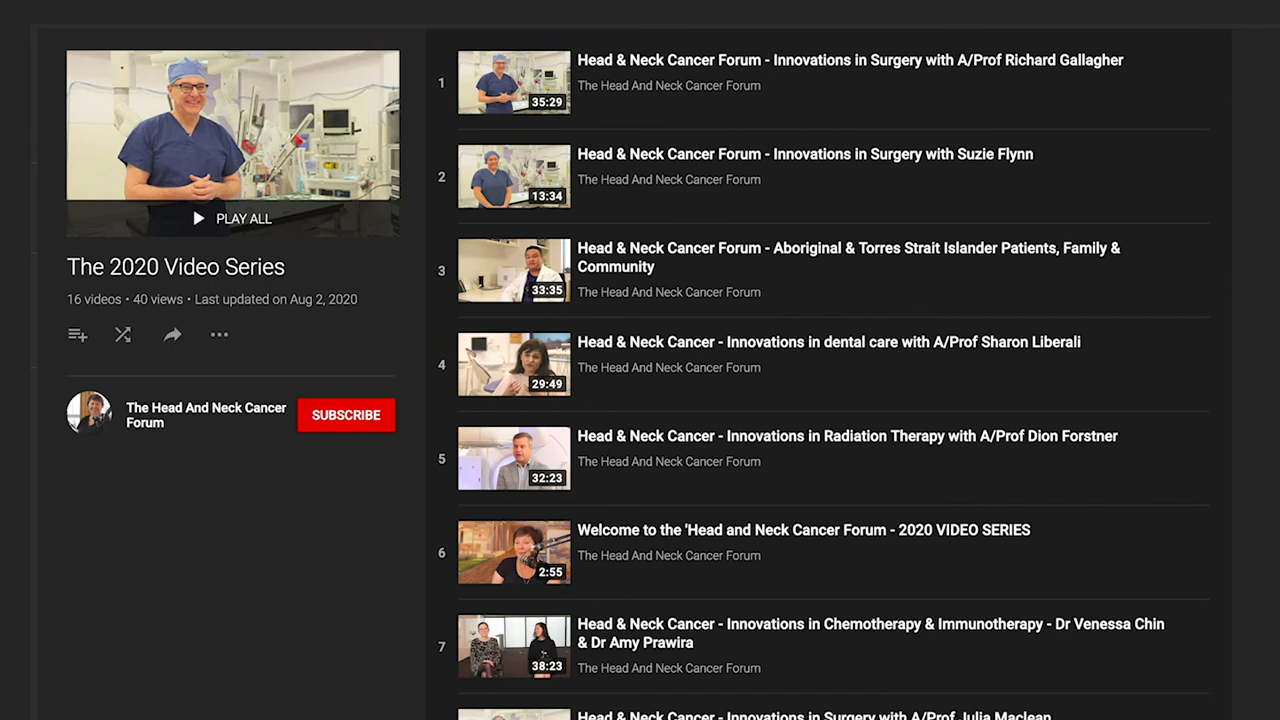 PLAY ALL
The 2020 Video Series
16 videos • 40 views • Last updated on Aug 2, 2020
The Head And Neck Cancer
Forum
SUBSCRIBE
1
35:29
Head & Neck Cancer Forum - Innovations in Surgery with A/Prof Richard Gallagher
The Head And Neck Cancer Forum
2
13:34
Head & Neck Cancer Forum - Innovations in Surgery with Suzie Flynn
The Head And Neck Cancer Forum
3
33:35
Head & Neck Cancer Forum - Aboriginal & Torres Strait Islander Patients, Family &
Community
The Head And Neck Cancer Forum
4
29:49
Head & Neck Cancer - Innovations in dental care with A/Prof Sharon Liberali
The Head And Neck Cancer Forum
5
32:23
Head & Neck Cancer - Innovations in Radiation Therapy with A/Prof Dion Forstner
The Head And Neck Cancer Forum
6
2:55
Welcome to the 'Head and Neck Cancer Forum - 2020 VIDEO SERIES
The Head And Neck Cancer Forum
7
38:23
Head & Neck Cancer - Innovations in Chemotherapy & Immunotherapy - Dr Venessa Chin
& Dr Amy Prawira
The Head And Neck Cancer Forum
Head & Neck Cancer - Innovations in Surgery with A/Prof Julia Maclean